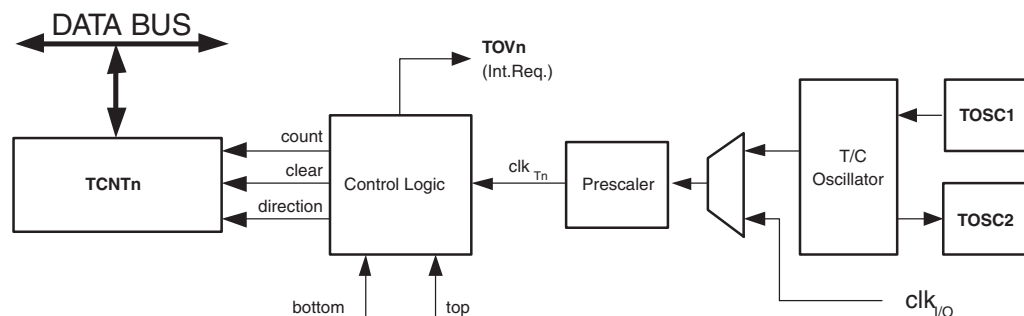 DATA BUS
TOVn
(Int.Req.)
TOSC1
count
T/C
Oscillator
TCNTn
clear
Control Logic
clk Tn
Prescaler
direction
TOSC2
bottom
top
clkI/O